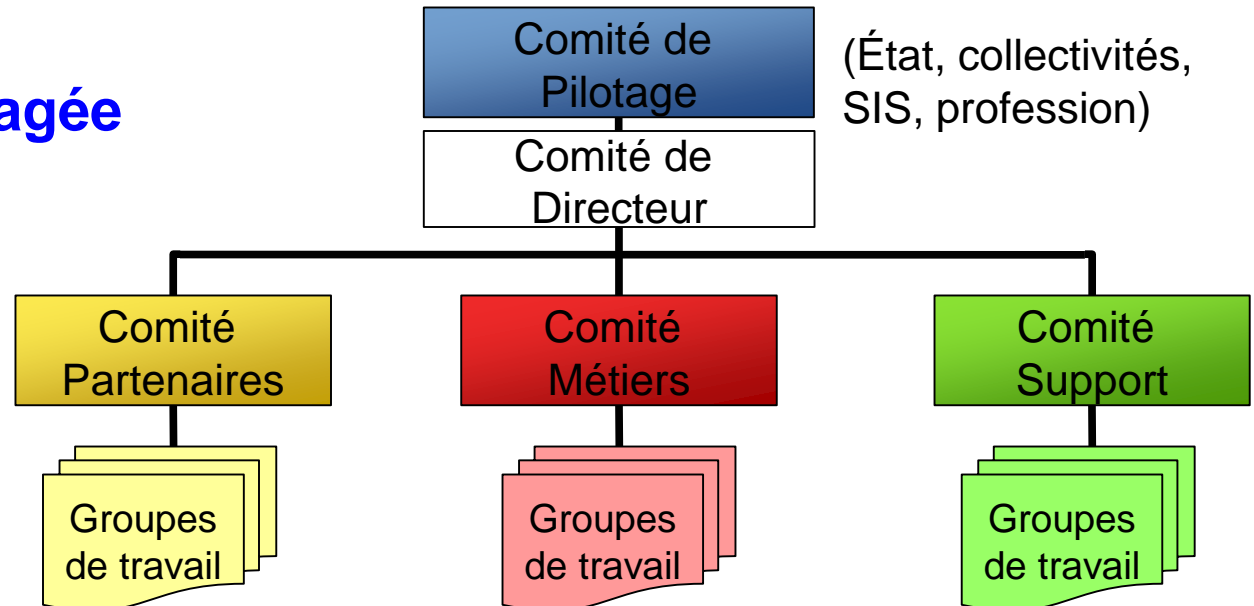 agée
Comité de
Pilotage
(État, collectivités,
SIS, profession)
Comité de
Directeur
Comité
Partenaires
Comité
Métiers
Comité
Support
Groupes
de travail
Groupes
de travail
Groupes
de travail